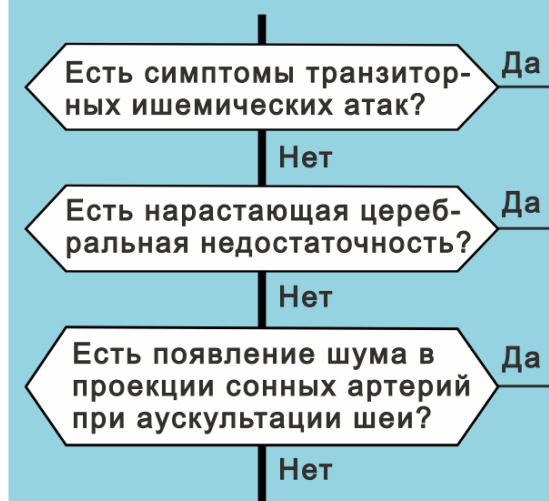 Есть симптомы транзитор-
ных ишемических атак?
Да
Нет
Есть нарастающая цереб-
ральная недостаточность?
Да
Нет
Есть появление шума в
проекции сонных артерий
при аускультации шеи?
Да
Нет